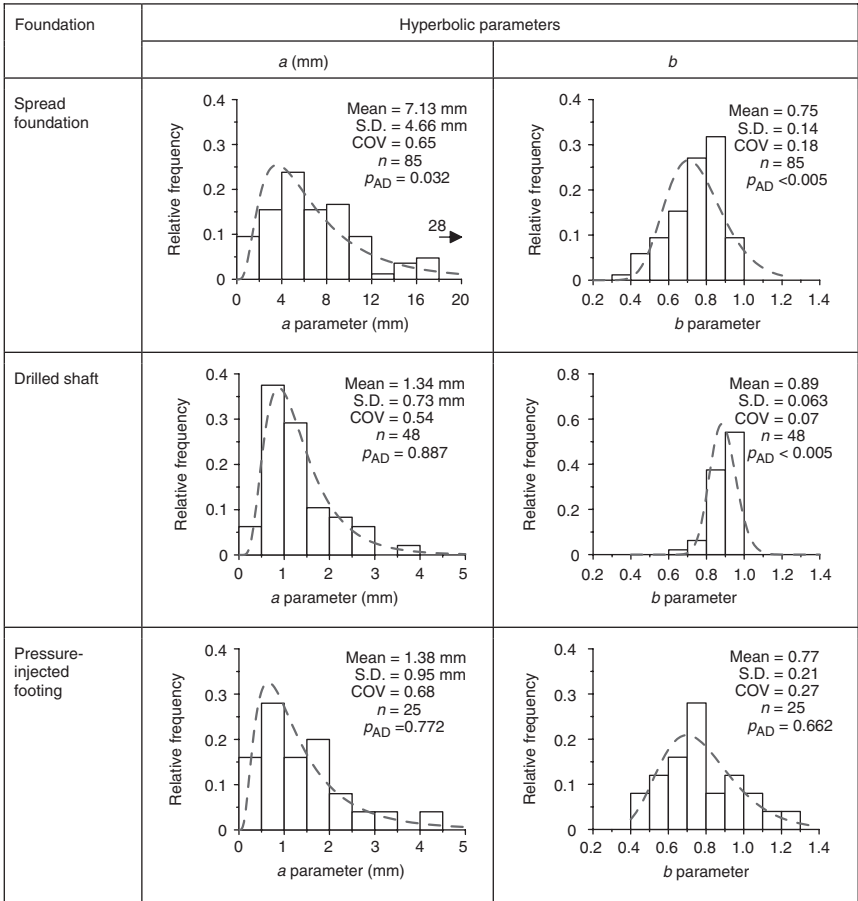 Foundation
Hyperbolic parameters
a (mm)
b
Spread
foundation
Relative frequency
0.4
0.3
0.2
0.1
0
Mean = 7.13 mm
S.D. = 4.66 mm
COV = 0.65
n = 85
pAD = 0.032
28
0 4 8 12 16 20
a parameter (mm)
Relative frequency
0.4
0.3
0.2
0.1
0
Mean = 0.75
S.D. = 0.14
COV = 0.18
n = 85
pAD <0.005
0.2 0.4 0.6 0.8 1.0 1.2 1.4
b parameter
Drilled shaft
Relative frequency
0.4
0.3
0.2
0.1
0
Mean = 1.34 mm
S.D. = 0.73 mm
COV = 0.54
n = 48
pAD = 0.887
0 1 2 3 4 5
a parameter (mm)
Relative frequency
0.8
0.6
0.4
0.2
0
Mean = 0.89
S.D. = 0.063
COV = 0.07
n = 48
pAD < 0.005
0.2 0.4 0.6 0.8 1.0 1.2 1.4
b parameter
Pressure-
injected
footing
Relative frequency
0.4
0.3
0.2
0.1
0
Mean = 1.38 mm
S.D. = 0.95 mm
COV = 0.68
n = 25
pAD =0.772
0 1 2 3 4 5
a parameter (mm)
Relative frequency
0.4
0.3
0.2
0.1
0
Mean = 0.77
S.D. = 0.21
COV = 0.27
n = 25
pAD = 0.662
0.2 0.4 0.6 0.8 1.0 1.2 1.4
b parameter